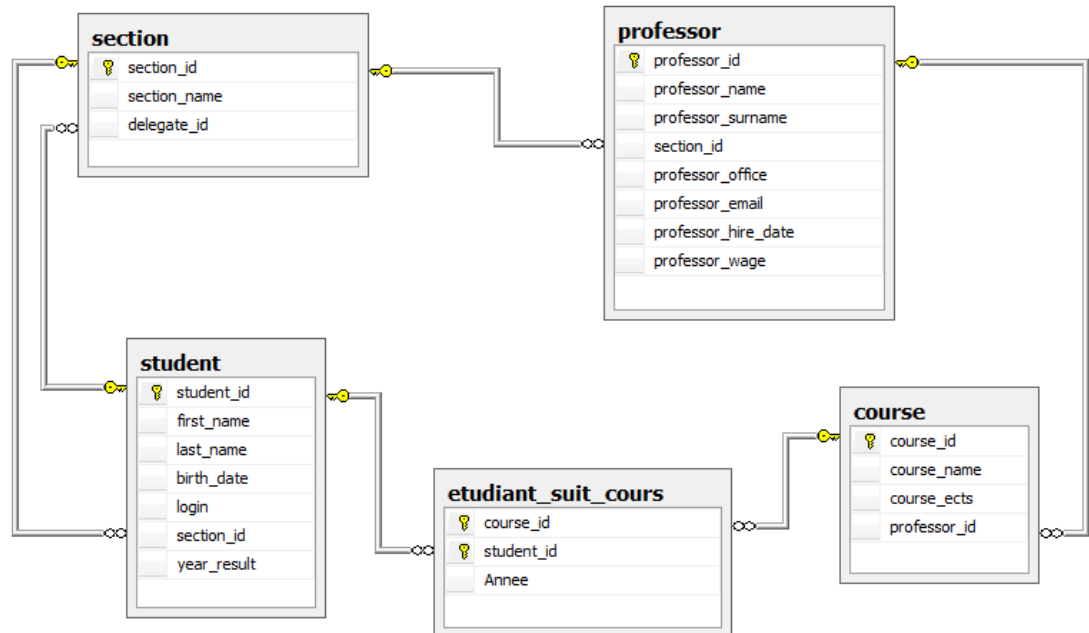 section
section_id
section_name
delegate_id
professor
professor_id
professor_name
professor_surname
section_id
professor_office
professor_email
professor_hire_date
professor_wage
student
student_id
first_name
last_name
birth_date
login
section_id
year_result
etudiant_suit_cours
course_id
student_id
Annee
course
course_id
course_name
course_ects
professor_id